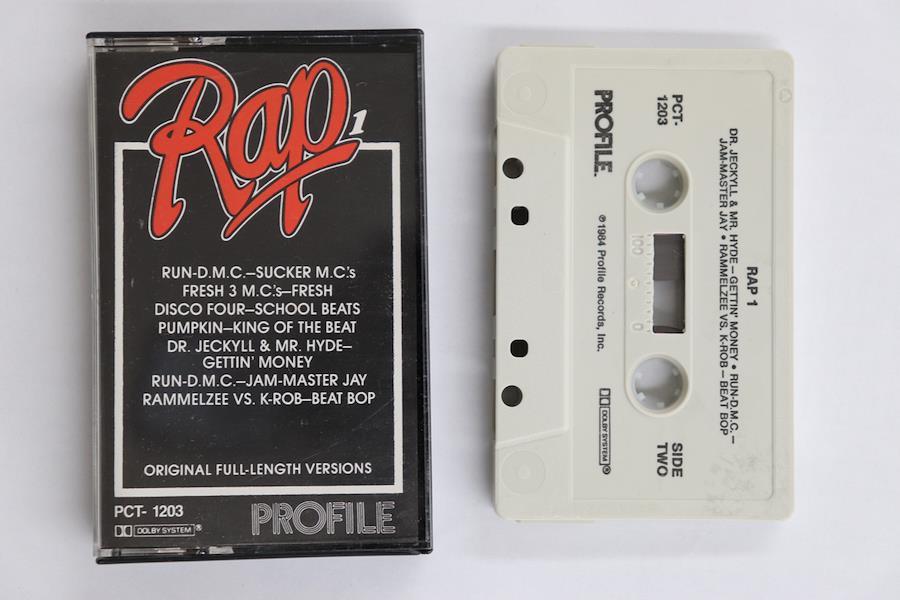 Rap 1
RUN-D.M.C.—SUCKER M.C.'s
FRESH 3 M.C.'s—FRESH
DISCO FOUR—SCHOOL BEATS
PUMPKIN—KING OF THE BEAT
DR. JECKYLL & MR. HYDE—
GETTIN' MONEY
RUN-D.M.C.—JAM-MASTER JAY
RAMMELZEE VS. K-ROB—BEAT BOP
ORIGINAL FULL-LENGTH VERSIONS
PCT- 1203
DOLBY SYSTEM®
PROFILE
RAP 1
DR. JECKYLL & MR. HYDE — GETTIN' MONEY • RUN-D.M.C. —
JAM-MASTER JAY • RAMMELZEE VS. K-ROB — BEAT BOP
PCT-
1203
SIDE
TWO
100
0
PROFILE.
℗1984 Profile Records, Inc.
DOLBY SYSTEM®